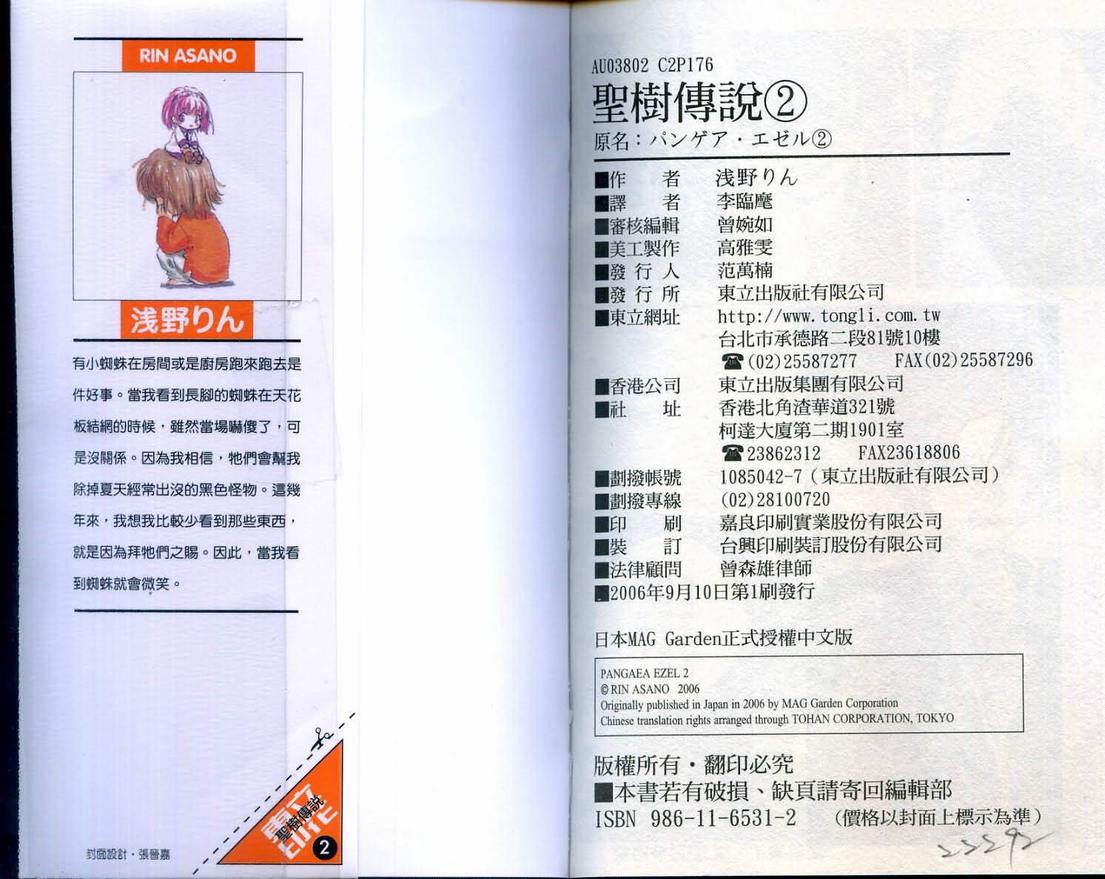 RIN ASANO
浅野りん
有小蜘蛛在房間或是廚房跑來跑去是
件好事。當我看到長腳的蜘蛛在天花
板結網的時候，雖然當場嚇傻了，可
是沒關係。因為我相信，牠們會幫我
除掉夏天經常出沒的黑色怪物。這幾
年來，我想我比較少看到那些東西，
就是因為拜牠們之賜。因此，當我看
到蜘蛛就會微笑。
東立
聖樹傳說
印花
2
封面設計・張晉嘉
AU03802 C2P176
聖樹傳說②
原名：パンゲア・エゼル②
■作　　者　浅野りん
■譯　　者　李臨麾
■審核編輯　曾婉如
■美工製作　高雅雯
■發 行 人　范萬楠
■發 行 所　東立出版社有限公司
■東立網址　http://www.tongli.com.tw
台北市承德路二段81號10樓
☎(02)25587277　FAX(02)25587296
■香港公司　東立出版集團有限公司
■社　　址　香港北角渣華道321號
柯達大廈第二期1901室
☎23862312　FAX23618806
■劃撥帳號　1085042-7（東立出版社有限公司）
■劃撥專線　(02)28100720
■印　　刷　嘉良印刷實業股份有限公司
■裝　　訂　台興印刷裝訂股份有限公司
■法律顧問　曾森雄律師
■2006年9月10日第1刷發行
日本MAG Garden正式授權中文版
PANGAEA EZEL 2
©RIN ASANO 2006
Originally published in Japan in 2006 by MAG Garden Corporation
Chinese translation rights arranged through TOHAN CORPORATION, TOKYO
版權所有・翻印必究
■本書若有破損、缺頁請寄回編輯部
ISBN 986-11-6531-2　（價格以封面上標示為準）